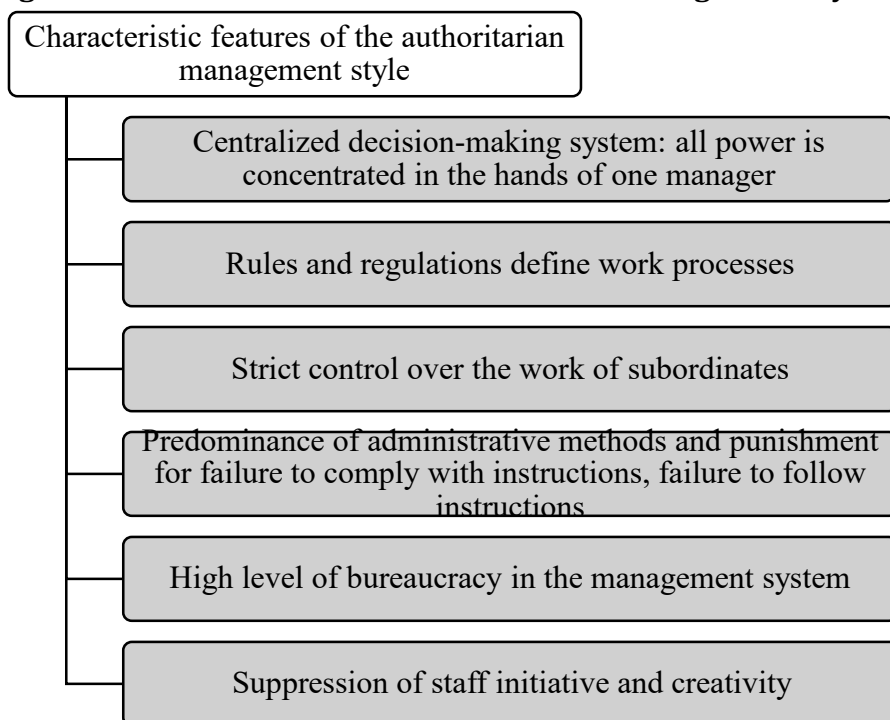 Characteristic features of the authoritarian
management style
Centralized decision-making system: all power is
concentrated in the hands of one manager
Rules and regulations define work processes
Strict control over the work of subordinates
Predominance of administrative methods and punishment
for failure to comply with instructions, failure to follow
instructions
High level of bureaucracy in the management system
Suppression of staff initiative and creativity